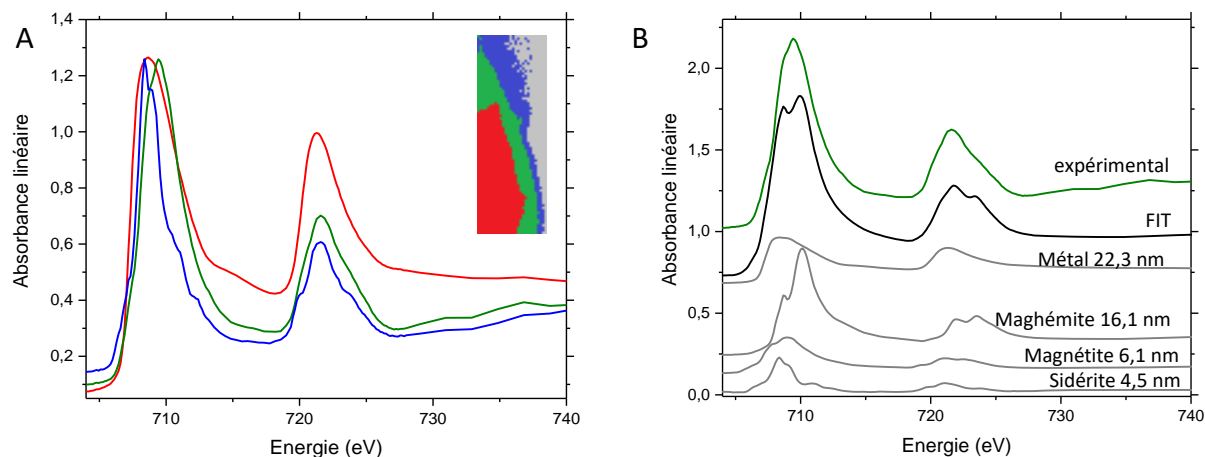 A
Absorbance linéaire
1,4
1,2
1,0
0,8
0,6
0,4
0,2
710
720
730
740
Energie (eV)
B
Absorbance linéaire
2,0
1,5
1,0
0,5
0,0
expérimental
FIT
Métal 22,3 nm
Maghémite 16,1 nm
Magnétite 6,1 nm
Sidérite 4,5 nm
710
720
730
740
Energie (eV)